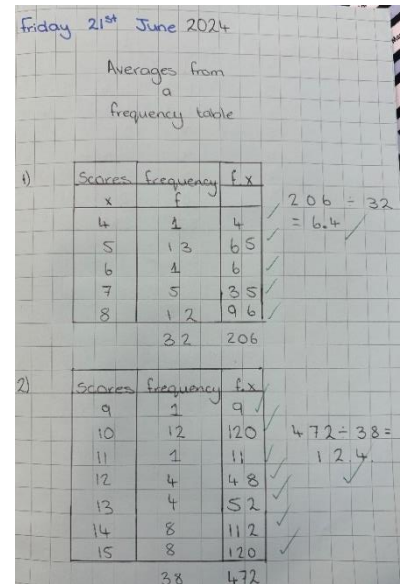 Friday 21st June 2024
Averages from
a
frequency table
1)
Scores frequency f.x
x f
4 1 4
5 13 65
6 1 6
7 5 35
8 12 96
32 206
206 ÷ 32
= 6.4
2)
Scores frequency f.x
9 1 9
10 12 120
11 1 11
12 4 48
13 4 52
14 8 112
15 8 120
38 472
472÷38=
12.4.